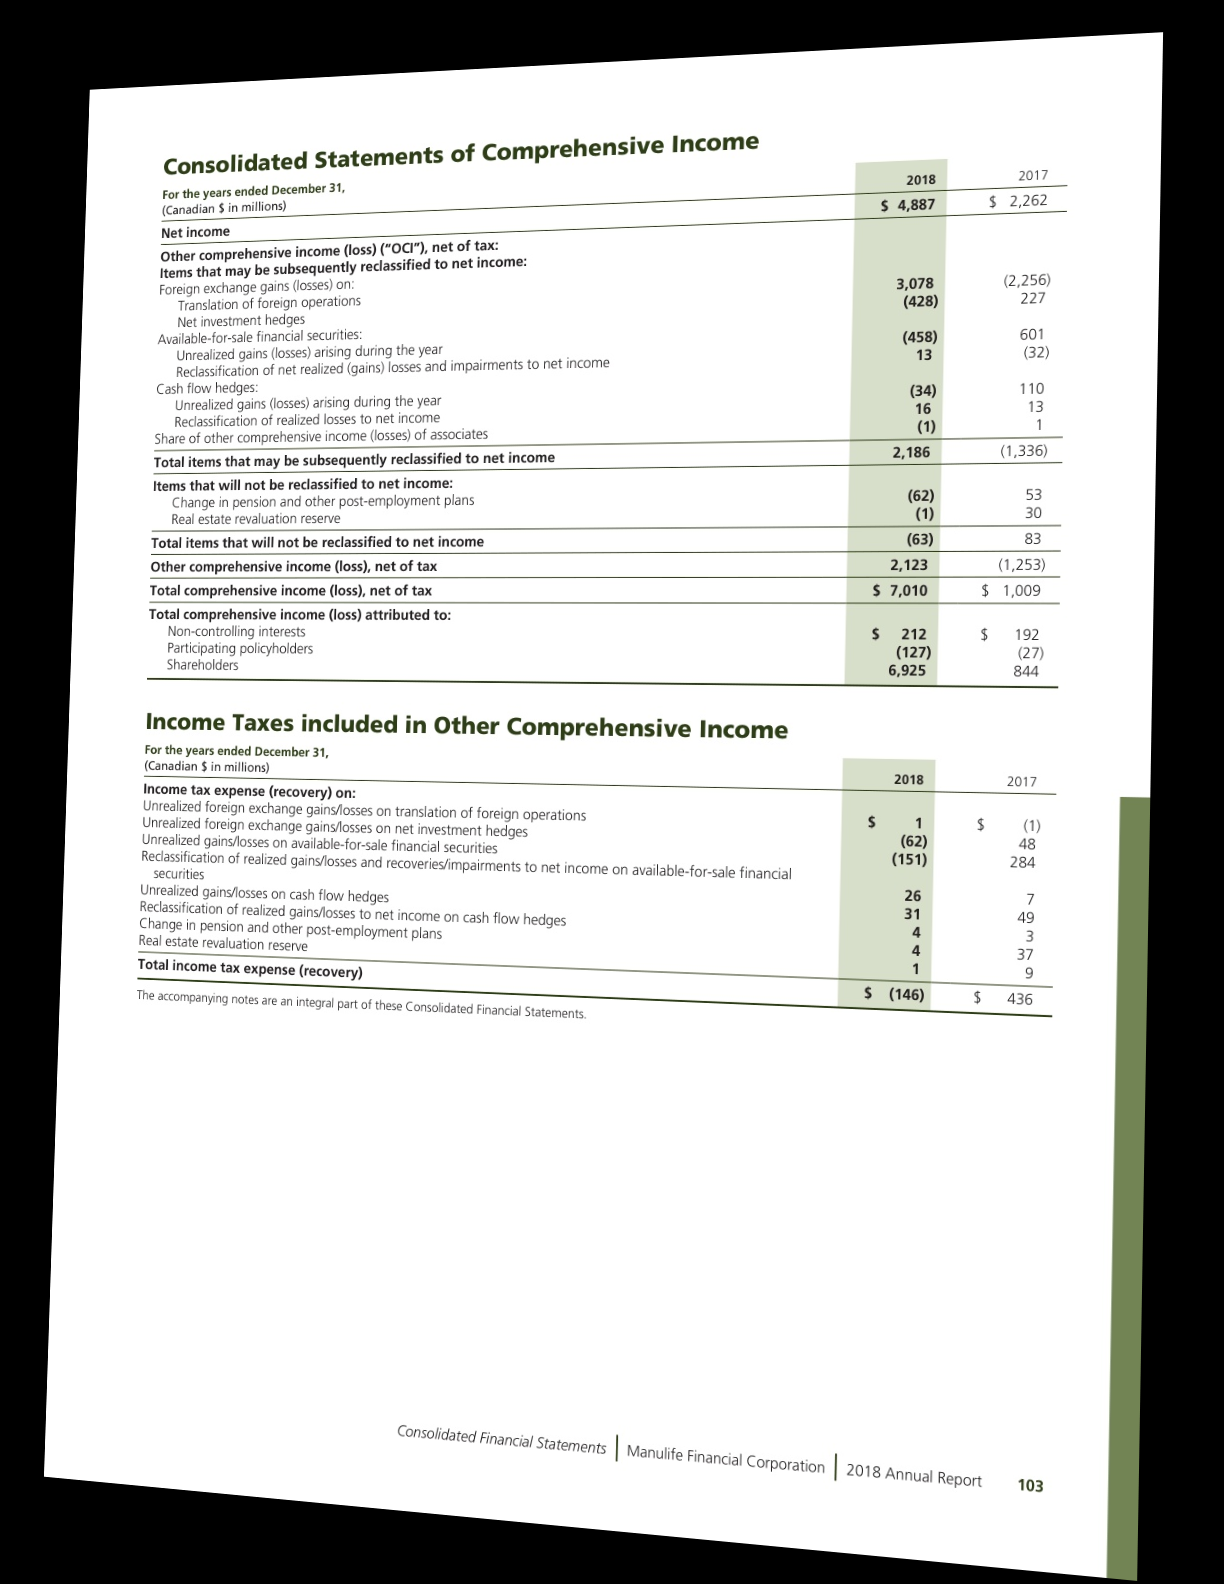 Consolidated Statements of Comprehensive Income
For the years ended December 31,
(Canadian $ in millions) 2018 2017
Net income $ 4,887 $ 2,262
Other comprehensive income (loss) (“OCI”), net of tax:
Items that may be subsequently reclassified to net income:
Foreign exchange gains (losses) on:
Translation of foreign operations 3,078 (2,256)
Net investment hedges (428) 227
Available-for-sale financial securities:
Unrealized gains (losses) arising during the year (458) 601
Reclassification of net realized (gains) losses and impairments to net income 13 (32)
Cash flow hedges:
Unrealized gains (losses) arising during the year (34) 110
Reclassification of realized losses to net income 16 13
Share of other comprehensive income (losses) of associates (1) 1
Total items that may be subsequently reclassified to net income 2,186 (1,336)
Items that will not be reclassified to net income:
Change in pension and other post-employment plans (62) 53
Real estate revaluation reserve (1) 30
Total items that will not be reclassified to net income (63) 83
Other comprehensive income (loss), net of tax 2,123 (1,253)
Total comprehensive income (loss), net of tax $ 7,010 $ 1,009
Total comprehensive income (loss) attributed to:
Non-controlling interests $ 212 $ 192
Participating policyholders (127) (27)
Shareholders 6,925 844
Income Taxes included in Other Comprehensive Income
For the years ended December 31,
(Canadian $ in millions) 2018 2017
Income tax expense (recovery) on:
Unrealized foreign exchange gains/losses on translation of foreign operations $ 1 $ (1)
Unrealized foreign exchange gains/losses on net investment hedges (62) 48
Unrealized gains/losses on available-for-sale financial securities (151) 284
Reclassification of realized gains/losses and recoveries/impairments to net income on available-for-sale financial
securities 26 7
Unrealized gains/losses on cash flow hedges 31 49
Reclassification of realized gains/losses to net income on cash flow hedges 4 3
Change in pension and other post-employment plans 4 37
Real estate revaluation reserve 1 9
Total income tax expense (recovery) $ (146) $ 436
The accompanying notes are an integral part of these Consolidated Financial Statements.
Consolidated Financial Statements | Manulife Financial Corporation | 2018 Annual Report 103